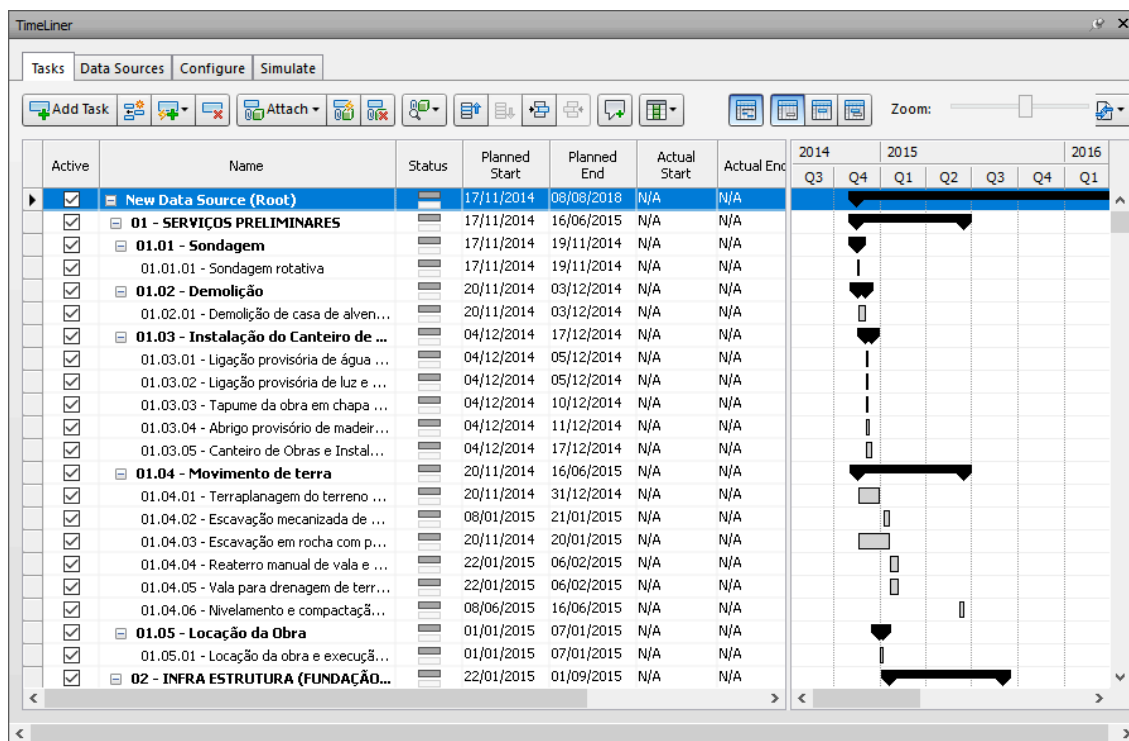 TimeLiner
Tasks Data Sources Configure Simulate
Add Task Attach Zoom:
Active Name Status Planned Start Planned End Actual Start Actual End 2014 2015 2016
Q3 Q4 Q1 Q2 Q3 Q4 Q1
New Data Source (Root) 17/11/2014 08/08/2018 N/A N/A
01 - SERVIÇOS PRELIMINARES 17/11/2014 16/06/2015 N/A N/A
01.01 - Sondagem 17/11/2014 19/11/2014 N/A N/A
01.01.01 - Sondagem rotativa 17/11/2014 19/11/2014 N/A N/A
01.02 - Demolição 20/11/2014 03/12/2014 N/A N/A
01.02.01 - Demolição de casa de alven... 20/11/2014 03/12/2014 N/A N/A
01.03 - Instalação do Canteiro de ... 04/12/2014 17/12/2014 N/A N/A
01.03.01 - Ligação provisória de água ... 04/12/2014 05/12/2014 N/A N/A
01.03.02 - Ligação provisória de luz e ... 04/12/2014 05/12/2014 N/A N/A
01.03.03 - Tapume da obra em chapa ... 04/12/2014 10/12/2014 N/A N/A
01.03.04 - Abrigo provisório de madeir... 04/12/2014 11/12/2014 N/A N/A
01.03.05 - Canteiro de Obras e Instal... 04/12/2014 17/12/2014 N/A N/A
01.04 - Movimento de terra 20/11/2014 16/06/2015 N/A N/A
01.04.01 - Terraplanagem do terreno ... 20/11/2014 31/12/2014 N/A N/A
01.04.02 - Escavação mecanizada de ... 08/01/2015 21/01/2015 N/A N/A
01.04.03 - Escavação em rocha com p... 20/11/2014 20/01/2015 N/A N/A
01.04.04 - Reaterro manual de vala e ... 22/01/2015 06/02/2015 N/A N/A
01.04.05 - Vala para drenagem de terr... 22/01/2015 06/02/2015 N/A N/A
01.04.06 - Nivelamento e compactaçã... 08/06/2015 16/06/2015 N/A N/A
01.05 - Locação da Obra 01/01/2015 07/01/2015 N/A N/A
01.05.01 - Locação da obra e execuçã... 01/01/2015 07/01/2015 N/A N/A
02 - INFRA ESTRUTURA (FUNDAÇÃO... 22/01/2015 01/09/2015 N/A N/A